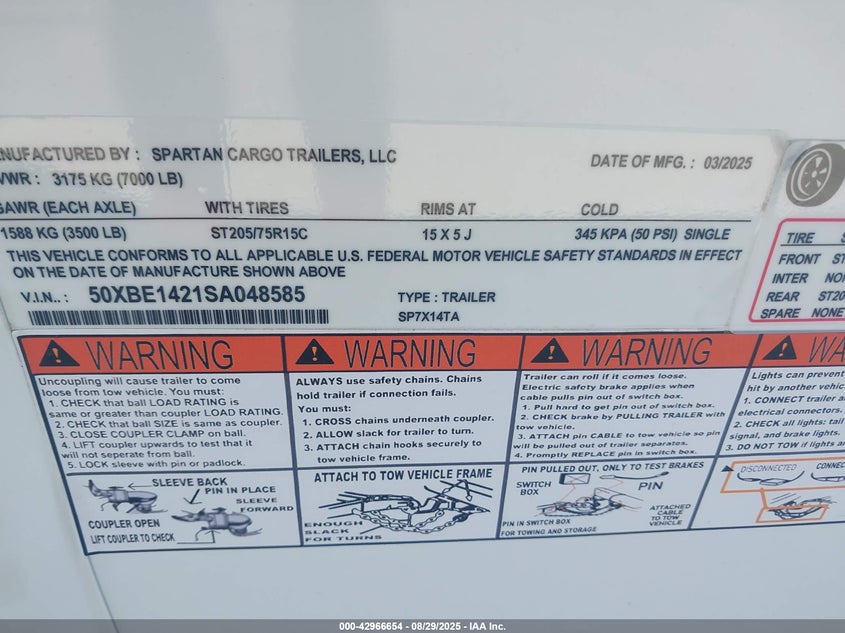 NUFACTURED BY : SPARTAN CARGO TRAILERS, LLC
DATE OF MFG. : 03/2025
VWR : 3175 KG (7000 LB)
GAWR (EACH AXLE) WITH TIRES RIMS AT COLD
1588 KG (3500 LB) ST205/75R15C 15 X 5 J 345 KPA (50 PSI) SINGLE
THIS VEHICLE CONFORMS TO ALL APPLICABLE U.S. FEDERAL MOTOR VEHICLE SAFETY STANDARDS IN EFFECT
ON THE DATE OF MANUFACTURE SHOWN ABOVE
V.I.N.. : 50XBE1421SA048585 TYPE : TRAILER
SP7X14TA
TIRE S
FRONT ST
INTER NON
REAR ST20
SPARE NONE
WARNING
Uncoupling will cause trailer to come
loose from tow vehicle. You must:
1. CHECK that ball LOAD RATING is
same or greater than coupler LOAD RATING.
2. CHECK that ball SIZE is same as coupler.
3. CLOSE COUPLER CLAMP on ball.
4. LIFT coupler upwards to test that it
will not seperate from ball.
5. LOCK sleeve with pin or padlock.
SLEEVE BACK
PIN IN PLACE
SLEEVE
FORWARD
COUPLER OPEN
LIFT COUPLER TO CHECK
WARNING
ALWAYS use safety chains. Chains
hold trailer if connection fails.
You must:
1. CROSS chains underneath coupler.
2. ALLOW slack for trailer to turn.
3. ATTACH chain hooks securely to
tow vehicle frame.
ATTACH TO TOW VEHICLE FRAME
ENOUGH
SLACK
FOR TURNS
WARNING
Trailer can roll if it comes loose.
Electric safety brake applies when
cable pulls pin out of switch box.
1. Pull hard to get pin out of switch box.
2. CHECK brake by PULLING TRAILER with
tow vehicle.
3. ATTACH pin CABLE to tow vehicle so pin
will be pulled out of trailer separates.
4. Promptly REPLACE pin in switch box.
PIN PULLED OUT, ONLY TO TEST BRAKES
SWITCH
BOX
PIN
ATTACHED
CABLE
TO TOW
VEHICLE
PIN IN SWITCH BOX
FOR TOWING AND STORAGE
WA
Lights can prevent
hit by another vehicl
1. CONNECT trailer a
electrical connectors.
2. CHECK all lights: tail
signal, and brake lights.
3. DO NOT TOW if lights a
DISCONNECTED CONNEC
000-42966654 - 08/29/2025 - IAA Inc.